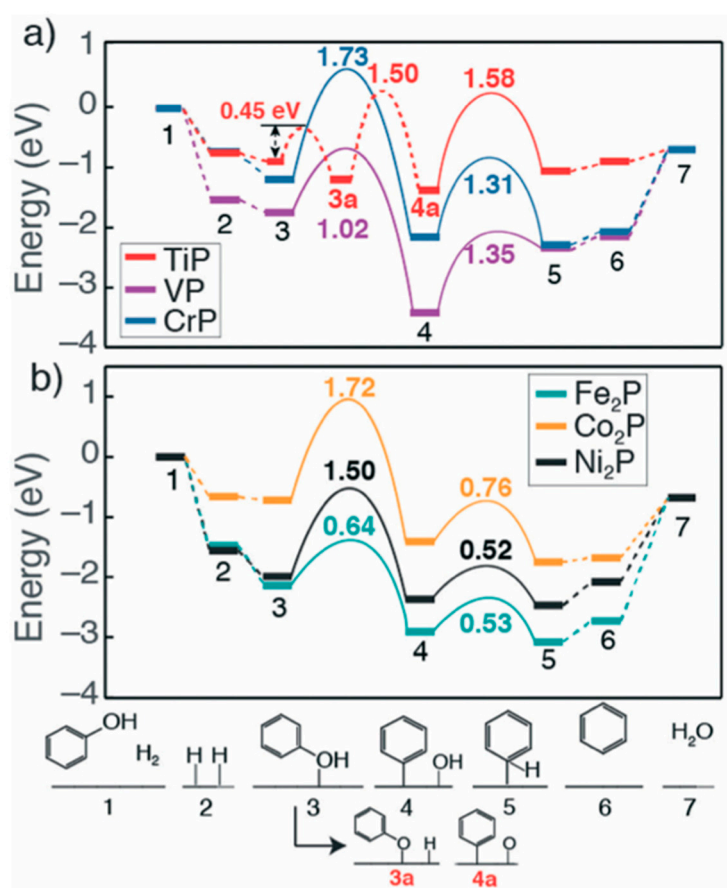 a)
1
0
-1
-2
-3
-4
Energy (eV)
1
2
3
0.45 eV
3a
1.73
1.50
1.02
4a
4
1.58
1.31
1.35
5
6
7
TiP
VP
CrP
b)
1
0
-1
-2
-3
-4
Energy (eV)
1
2
3
1.72
1.50
0.64
4
0.76
0.52
0.53
5
6
7
Fe₂P
Co₂P
Ni₂P
OH
H₂
H H
OH
OH
H
H₂O
1 2 3 4 5 6 7
O H
O
3a 4a